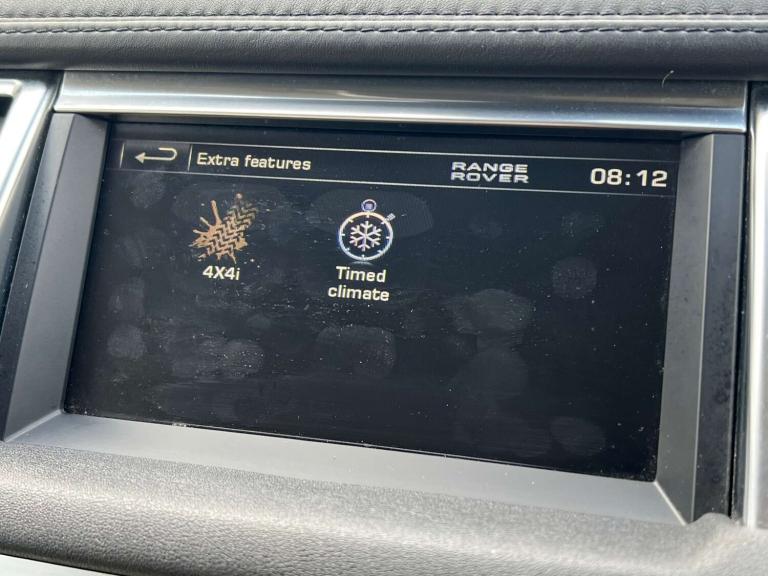 Extra features
RANGE
ROVER
08:12
4X4i
Timed
climate